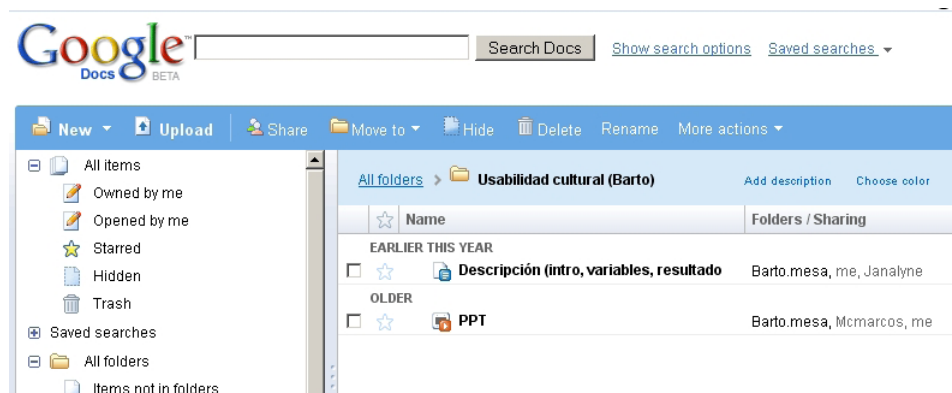 Google™ Search Docs Show search options Saved searches
Docs BETA
New Upload Share Move to Hide Delete Rename More actions
All items
Owned by me
Opened by me
Starred
Hidden
Trash
Saved searches
All folders
Items not in folders
All folders > Usabilidad cultural (Barto) Add description Choose color
Name Folders / Sharing
EARLIER THIS YEAR
Descripción (intro, variables, resultado Barto.mesa, me, Janalyne
OLDER
PPT Barto.mesa, Mcmarcos, me